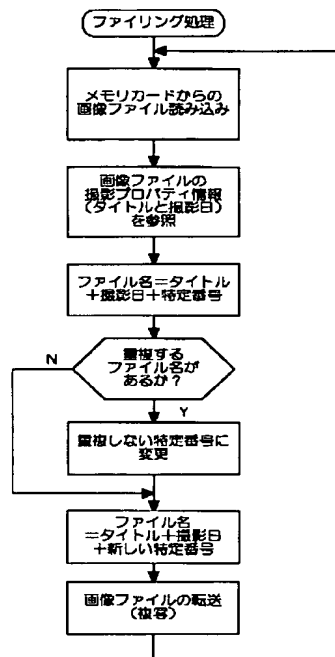 ファイリング処理
メモリカードからの
画像ファイル読み込み
画像ファイルの
撮影プロパティ情報
(タイトルと撮影日)
を参照
ファイル名=タイトル
+撮影日+特定番号
重複する
ファイル名が
あるか?
N
Y
重複しない特定番号に
変更
ファイル名
=タイトル+撮影日
+新しい特定番号
画像ファイルの転送
(複写)